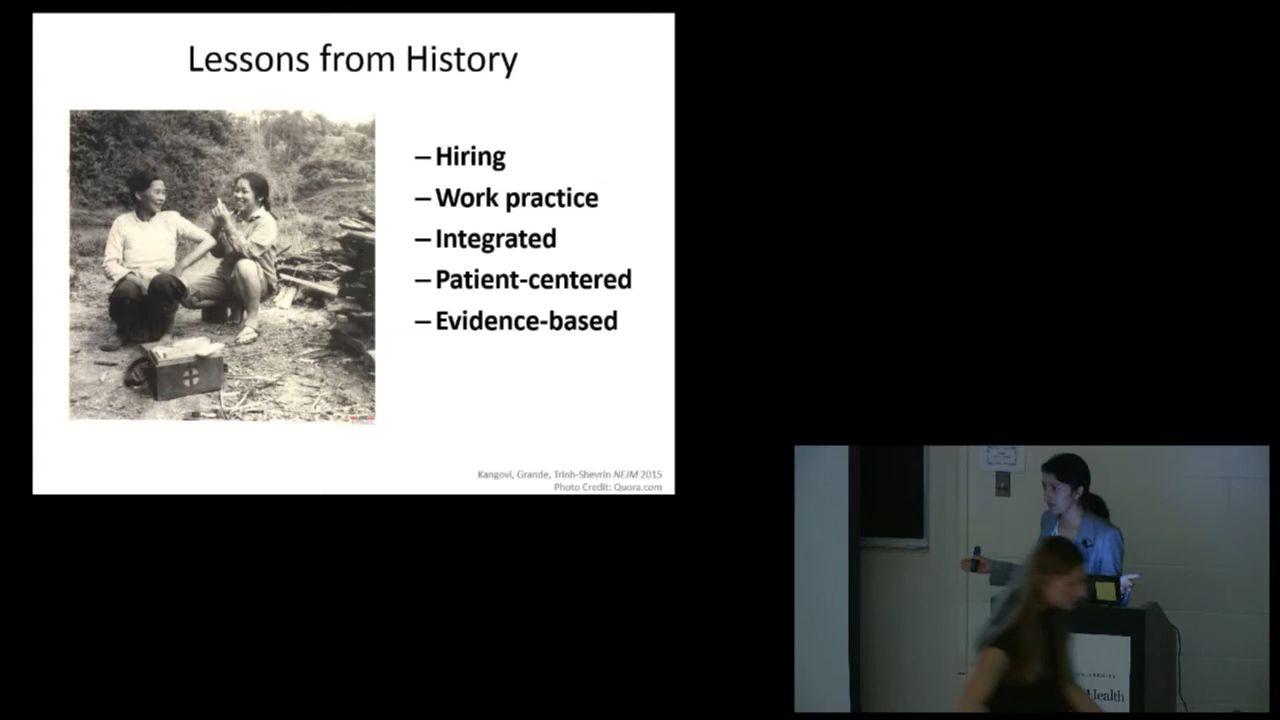 Lessons from History
– Hiring
– Work practice
– Integrated
– Patient-centered
– Evidence-based
Kangovi, Grande, Trinh-Shevrin NEJM 2015
Photo Credit: Quora.com
Health